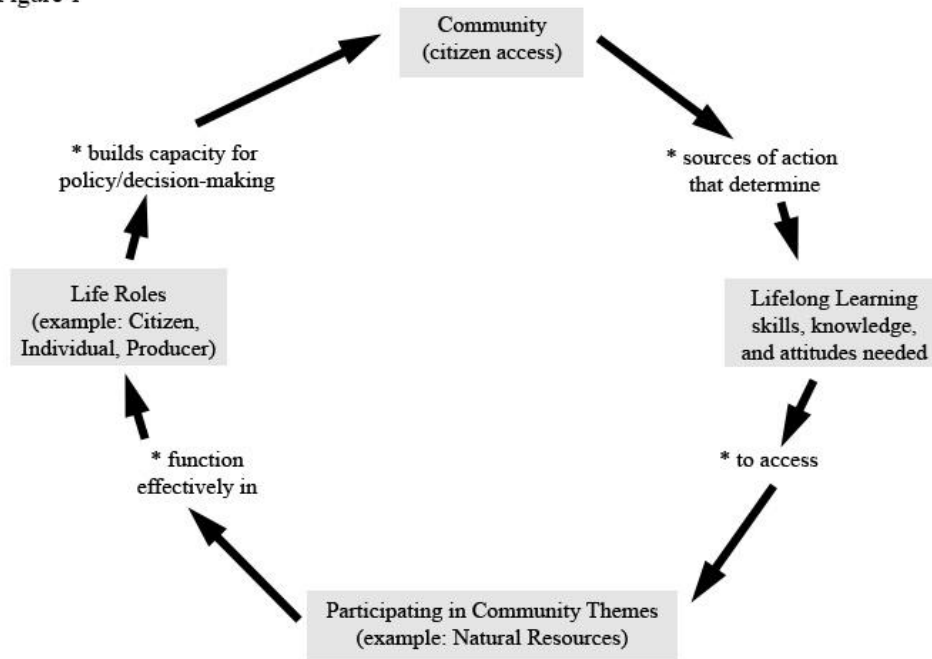 Figure 1
Community
(citizen access)
* sources of action
that determine
Lifelong Learning
skills, knowledge,
and attitudes needed
* to access
Participating in Community Themes
(example: Natural Resources)
* function
effectively in
Life Roles
(example: Citizen,
Individual, Producer)
* builds capacity for
policy/decision-making